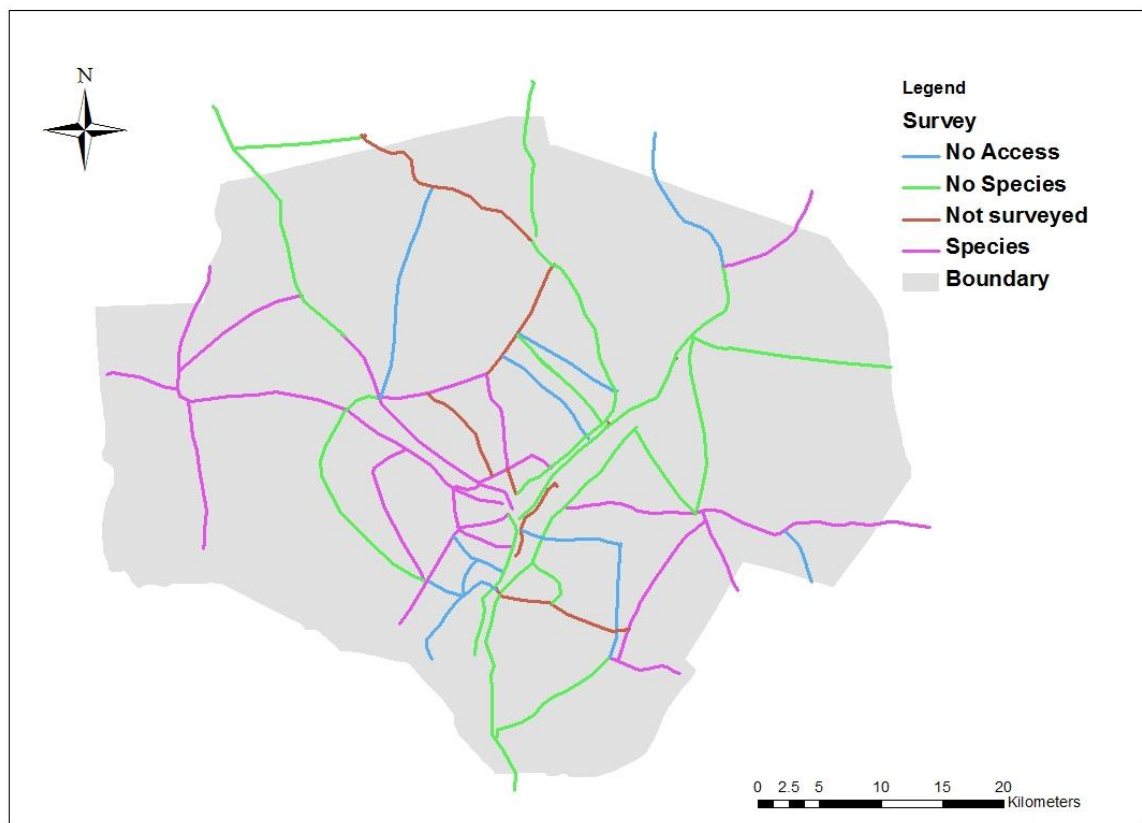 N
Legend
Survey
No Access
No Species
Not surveyed
Species
Boundary
0 2.5 5 10 15 20
Kilometers